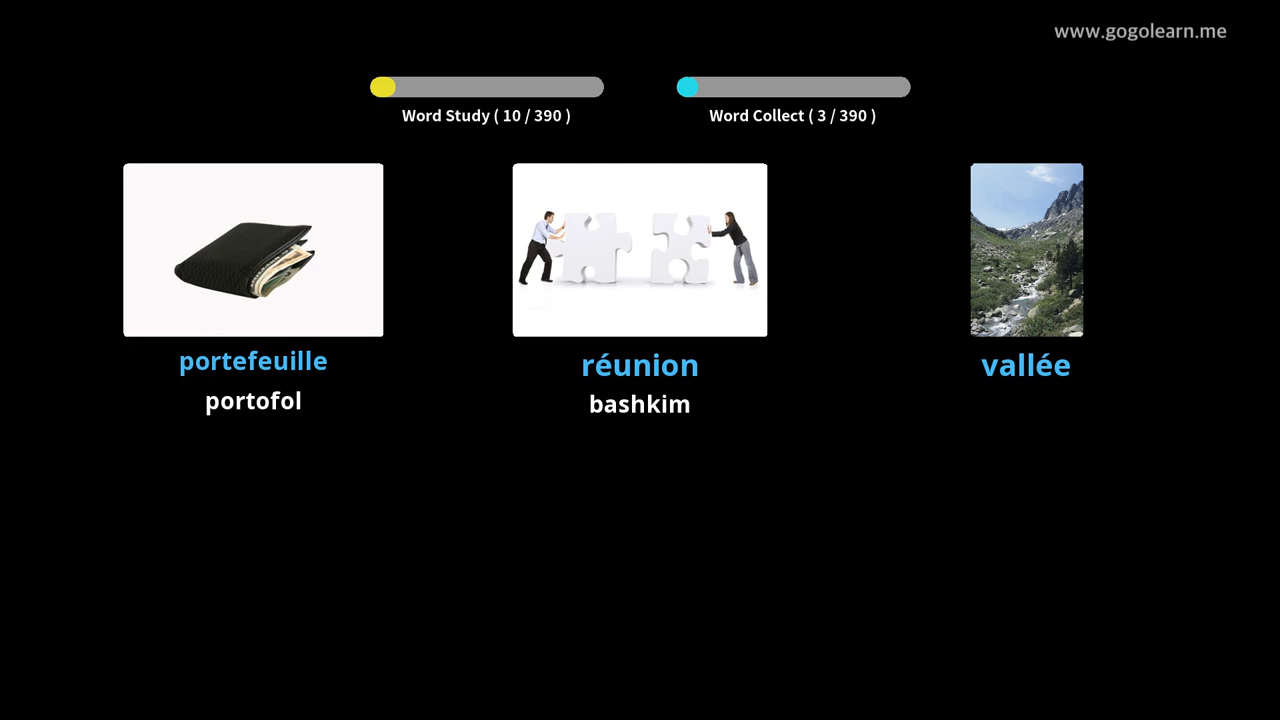 www.gogolearn.me
Word Study ( 10 / 390 )
Word Collect ( 3 / 390 )
portefeuille
portofol
réunion
bashkim
vallée